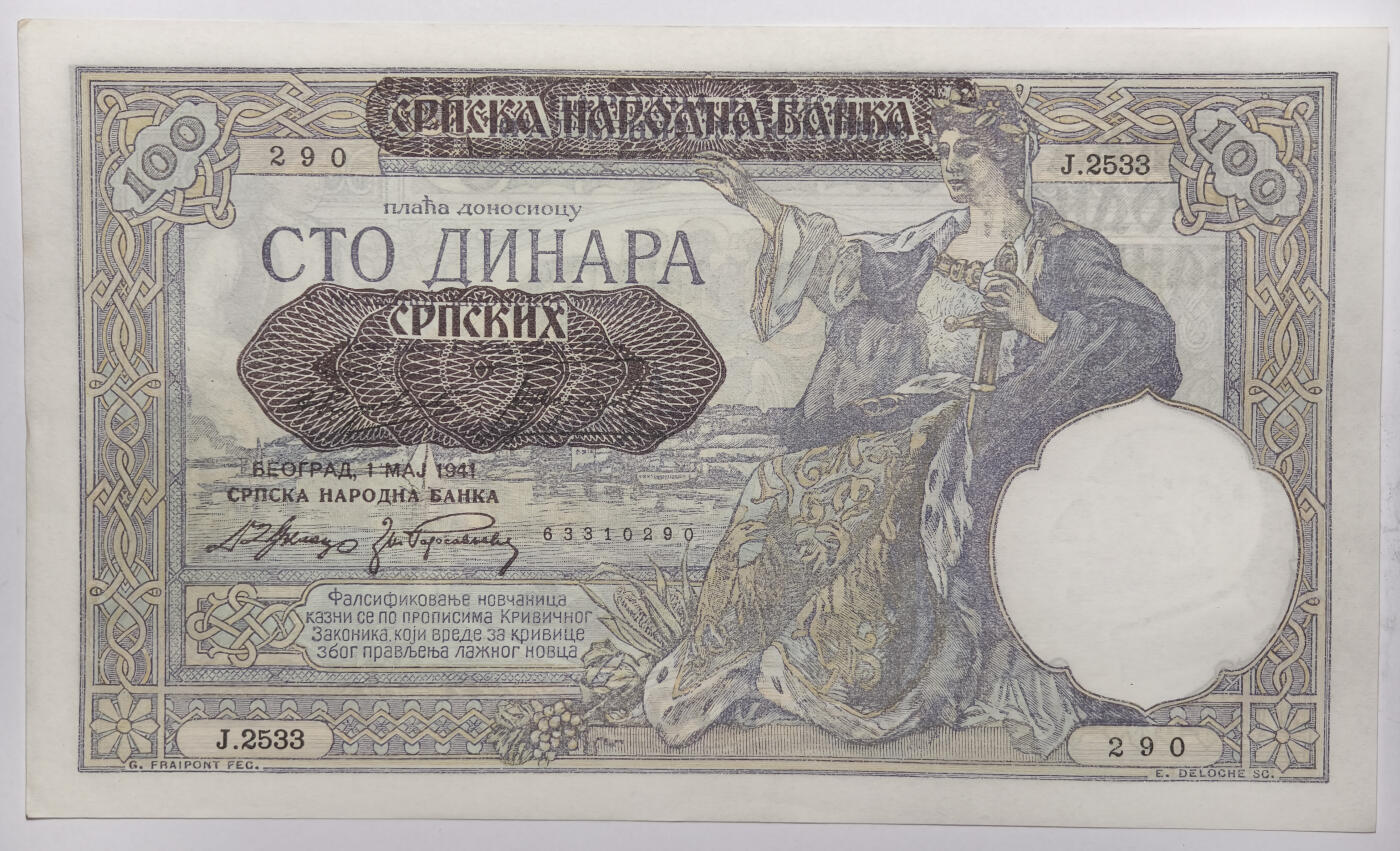 СРПСКА НАРОДНА БАНКА
100
100
290
J.2533
плаћа доносиоцу
СТО ДИНАРА
СРПСКИХ
БЕОГРАД, 1 МАЈ 1941
СРПСКА НАРОДНА БАНКА
63310290
Фалсификовање новчаница
казни се по прописима Кривичног
Законика, који вреде за кривице
због прављења лажног новца
J.2533
290
G. FRAIPONT FEC.
E. DELOCHE SC.